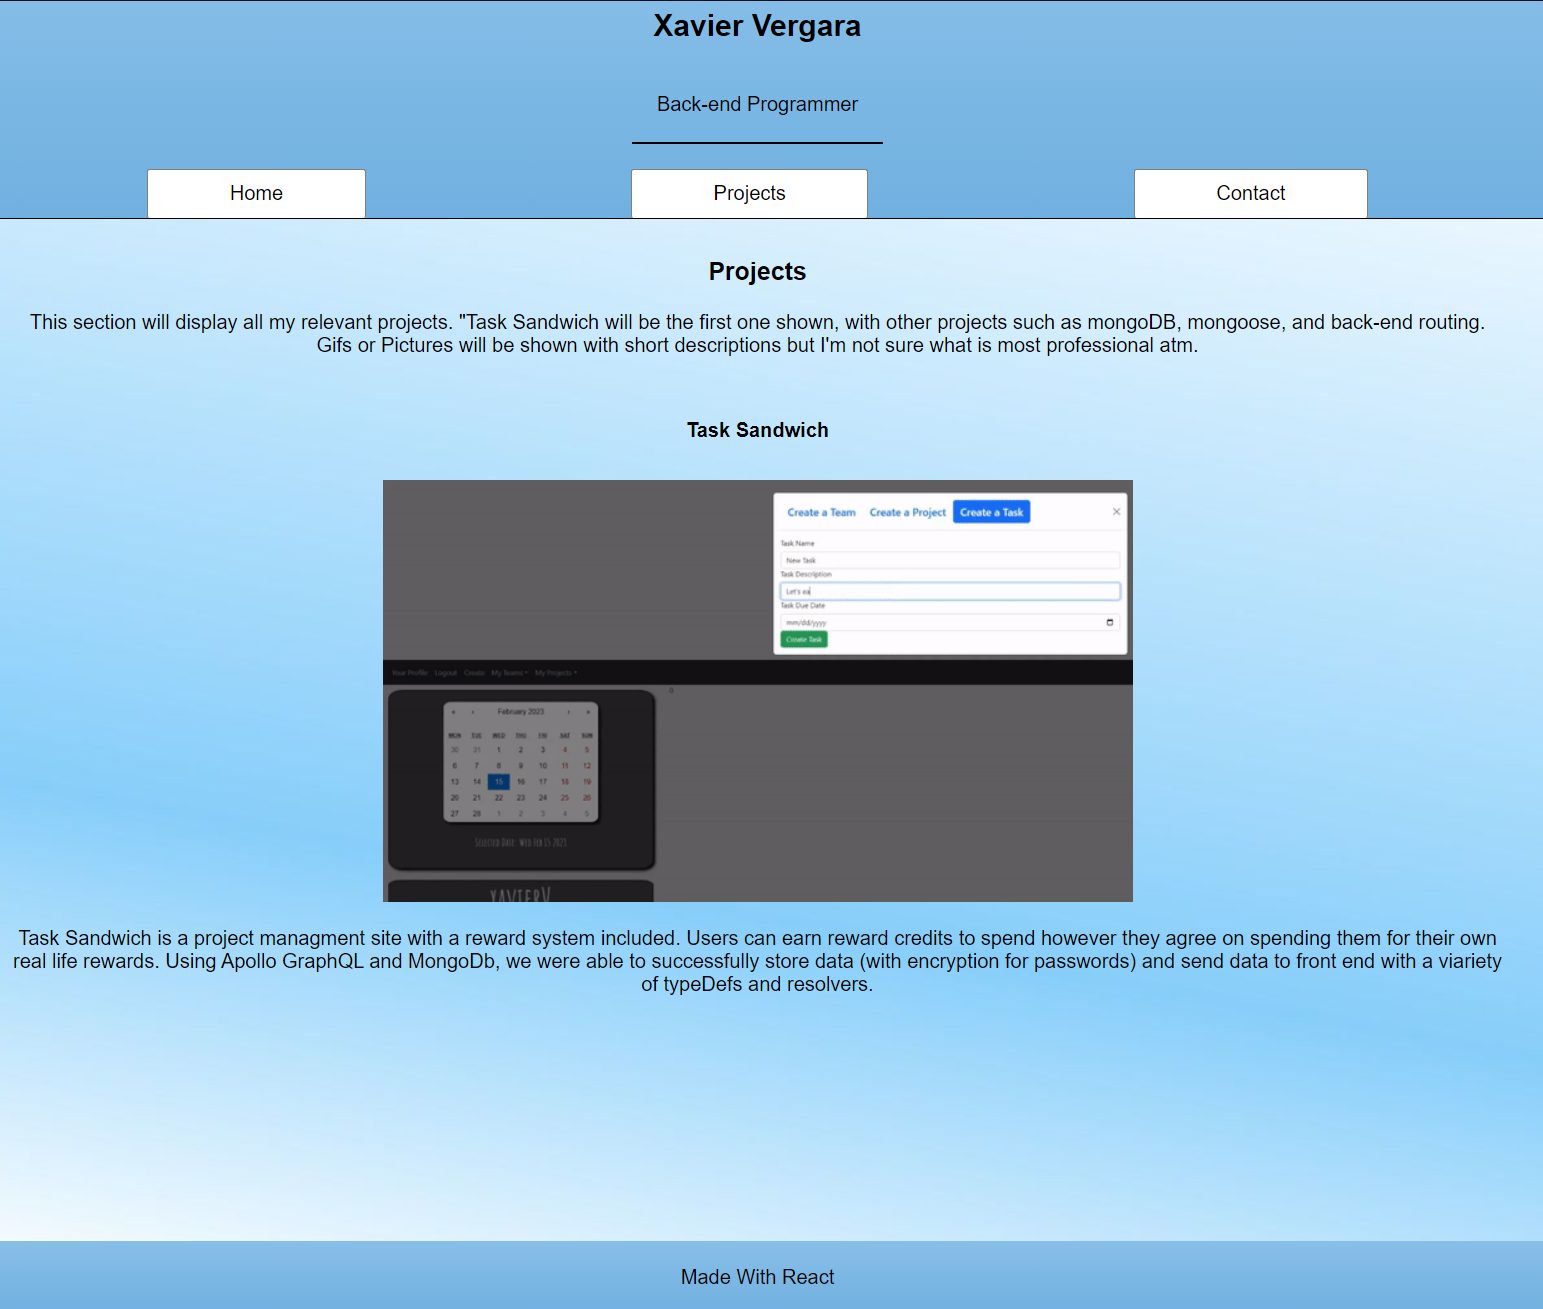 Xavier Vergara
Back-end Programmer
Home Projects Contact
Projects
This section will display all my relevant projects. "Task Sandwich will be the first one shown, with other projects such as mongoDB, mongoose, and back-end routing.
Gifs or Pictures will be shown with short descriptions but I'm not sure what is most professional atm.
Task Sandwich
Create a Team Create a Project Create a Task ×
Task Name
New Task
Task Description
Let's ea
Task Due Date
mm/dd/yyyy
Create Task
Your Profile Logout Create My Teams My Projects
0
« ‹ February 2023 › »
MON TUE WED THU FRI SAT SUN
30 31 1 2 3 4 5
6 7 8 9 10 11 12
13 14 15 16 17 18 19
20 21 22 23 24 25 26
27 28 1 2 3 4 5
Selected Date: Wed Feb 15 2023
XAVIERV
Task Sandwich is a project managment site with a reward system included. Users can earn reward credits to spend however they agree on spending them for their own
real life rewards. Using Apollo GraphQL and MongoDb, we were able to successfully store data (with encryption for passwords) and send data to front end with a viariety
of typeDefs and resolvers.
Made With React